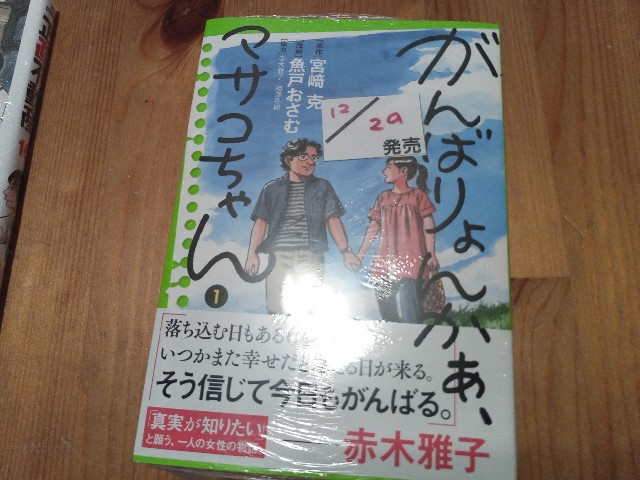 がんばりょんかぁ、
マサコちゃん
1
原作 宮﨑 克
漫画 魚戸おさむ
12/29
発売
「落ち込む日もある
いつかまた幸せだと る日が来る。
そう信じて今日もがんばる。」
赤木雅子
「真実が知りたい」
と願う、一人の女性の物語